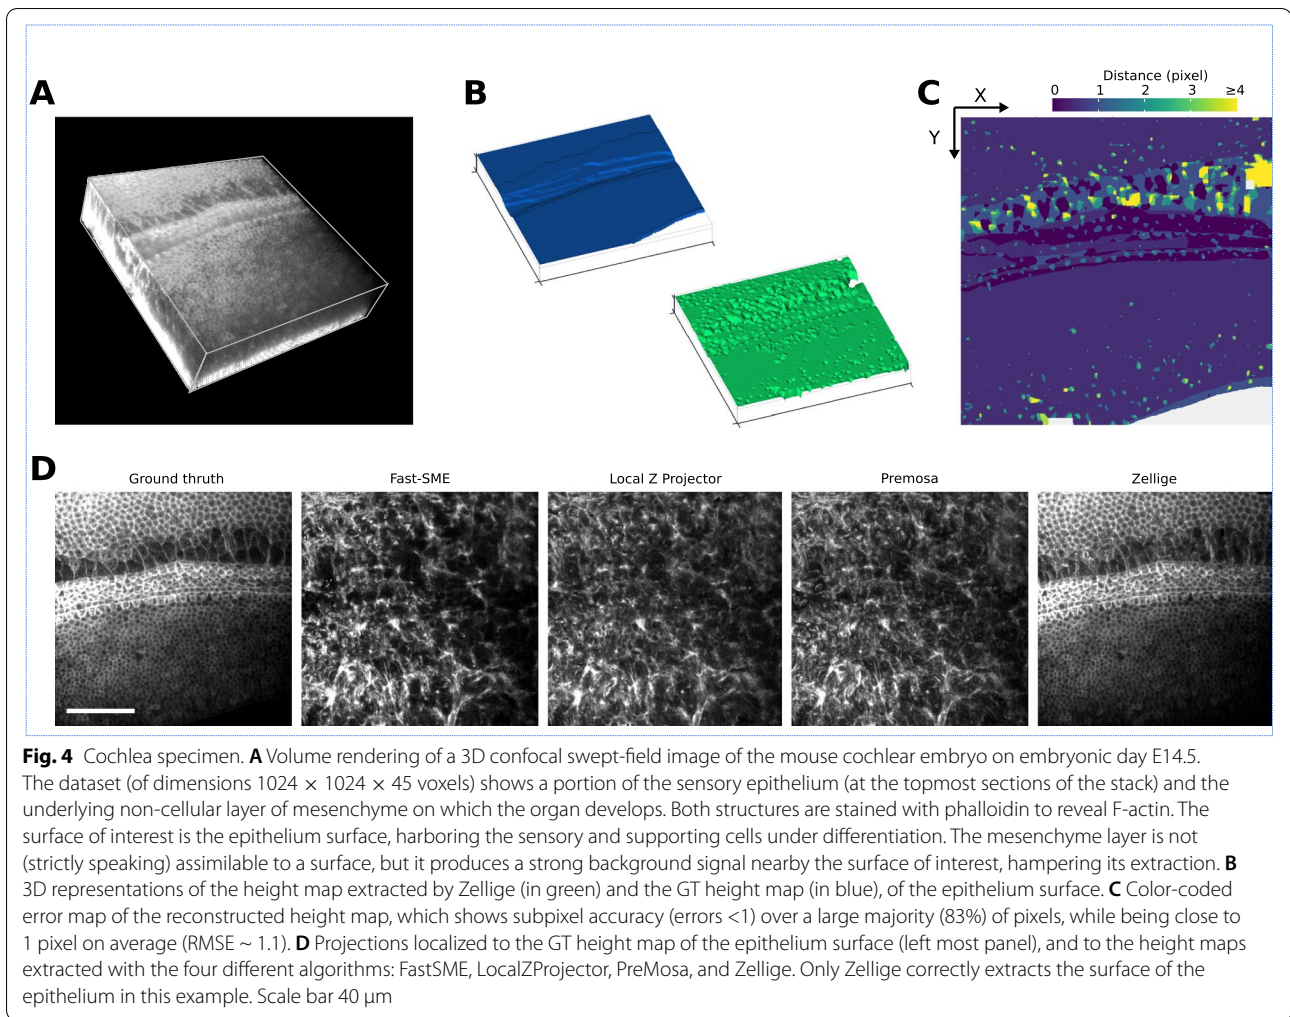 A
B
C
Distance (pixel)
0 1 2 3 ≥4
X
Y
D
Ground thruth
Fast-SME
Local Z Projector
Premosa
Zellige
Fig. 4 Cochlea specimen. A Volume rendering of a 3D confocal swept-field image of the mouse cochlear embryo on embryonic day E14.5.
The dataset (of dimensions 1024 × 1024 × 45 voxels) shows a portion of the sensory epithelium (at the topmost sections of the stack) and the
underlying non-cellular layer of mesenchyme on which the organ develops. Both structures are stained with phalloidin to reveal F-actin. The
surface of interest is the epithelium surface, harboring the sensory and supporting cells under differentiation. The mesenchyme layer is not
(strictly speaking) assimilable to a surface, but it produces a strong background signal nearby the surface of interest, hampering its extraction. B
3D representations of the height map extracted by Zellige (in green) and the GT height map (in blue), of the epithelium surface. C Color-coded
error map of the reconstructed height map, which shows subpixel accuracy (errors <1) over a large majority (83%) of pixels, while being close to
1 pixel on average (RMSE ~ 1.1). D Projections localized to the GT height map of the epithelium surface (left most panel), and to the height maps
extracted with the four different algorithms: FastSME, LocalZProjector, PreMosa, and Zellige. Only Zellige correctly extracts the surface of the
epithelium in this example. Scale bar 40 μm